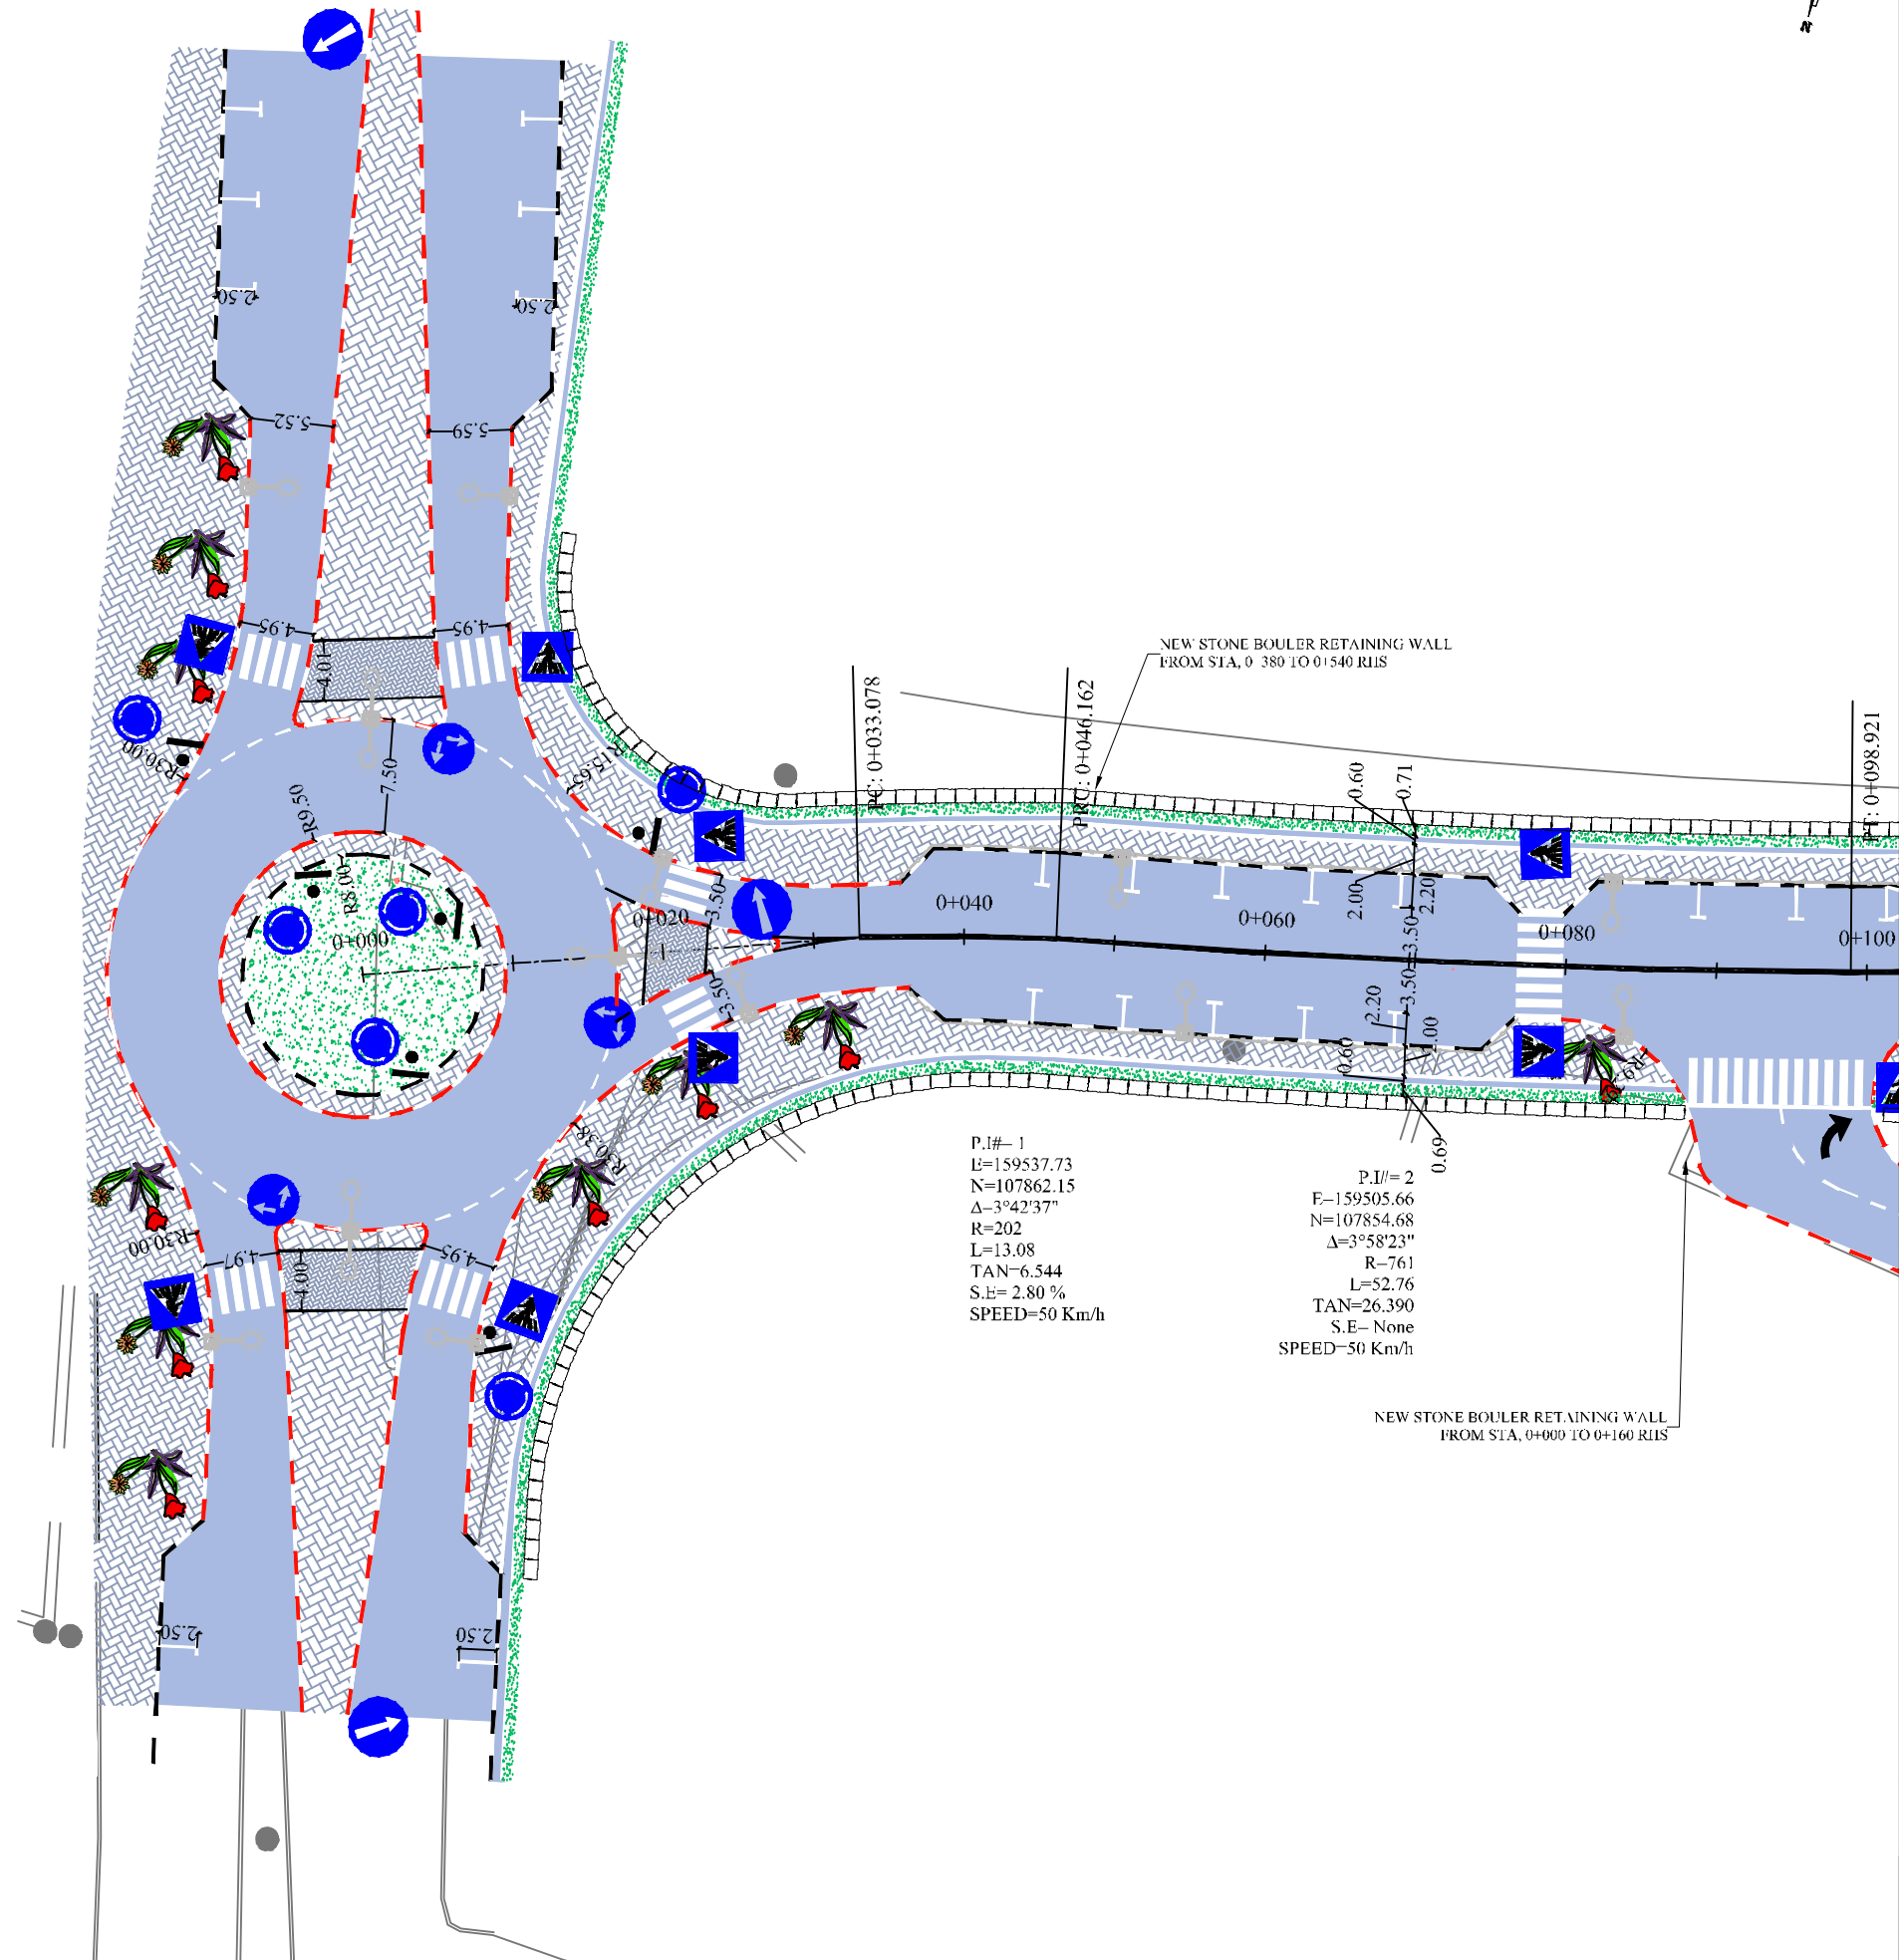 N
2.50
2.50
5.52
5.59
4.95
4.95
4.01
R30.00
7.50
R15.65
R9.50
R8.00
0+000
0+020
3.50
3.50
PC: 0+033.078
PRC: 0+046.162
PT: 0+098.921
NEW STONE BOULER RETAINING WALL
FROM STA, 0+380 TO 0+540 RHS
0.60
0.71
0+040
0+060
0+080
0+100
2.00
2.20
3.50
3.50
2.20
0.60
0.69
R30.38
R30.00
4.97
4.95
4.00
2.50
2.50
P.I#= 1
E=159537.73
N=107862.15
Δ=3°42'37"
R=202
L=13.08
TAN=6.544
S.E= 2.80 %
SPEED=50 Km/h
P.I#= 2
E=159505.66
N=107854.68
Δ=3°58'23"
R=761
L=52.76
TAN=26.390
S.E= None
SPEED=50 Km/h
NEW STONE BOULER RETAINING WALL
FROM STA, 0+000 TO 0+160 RHS